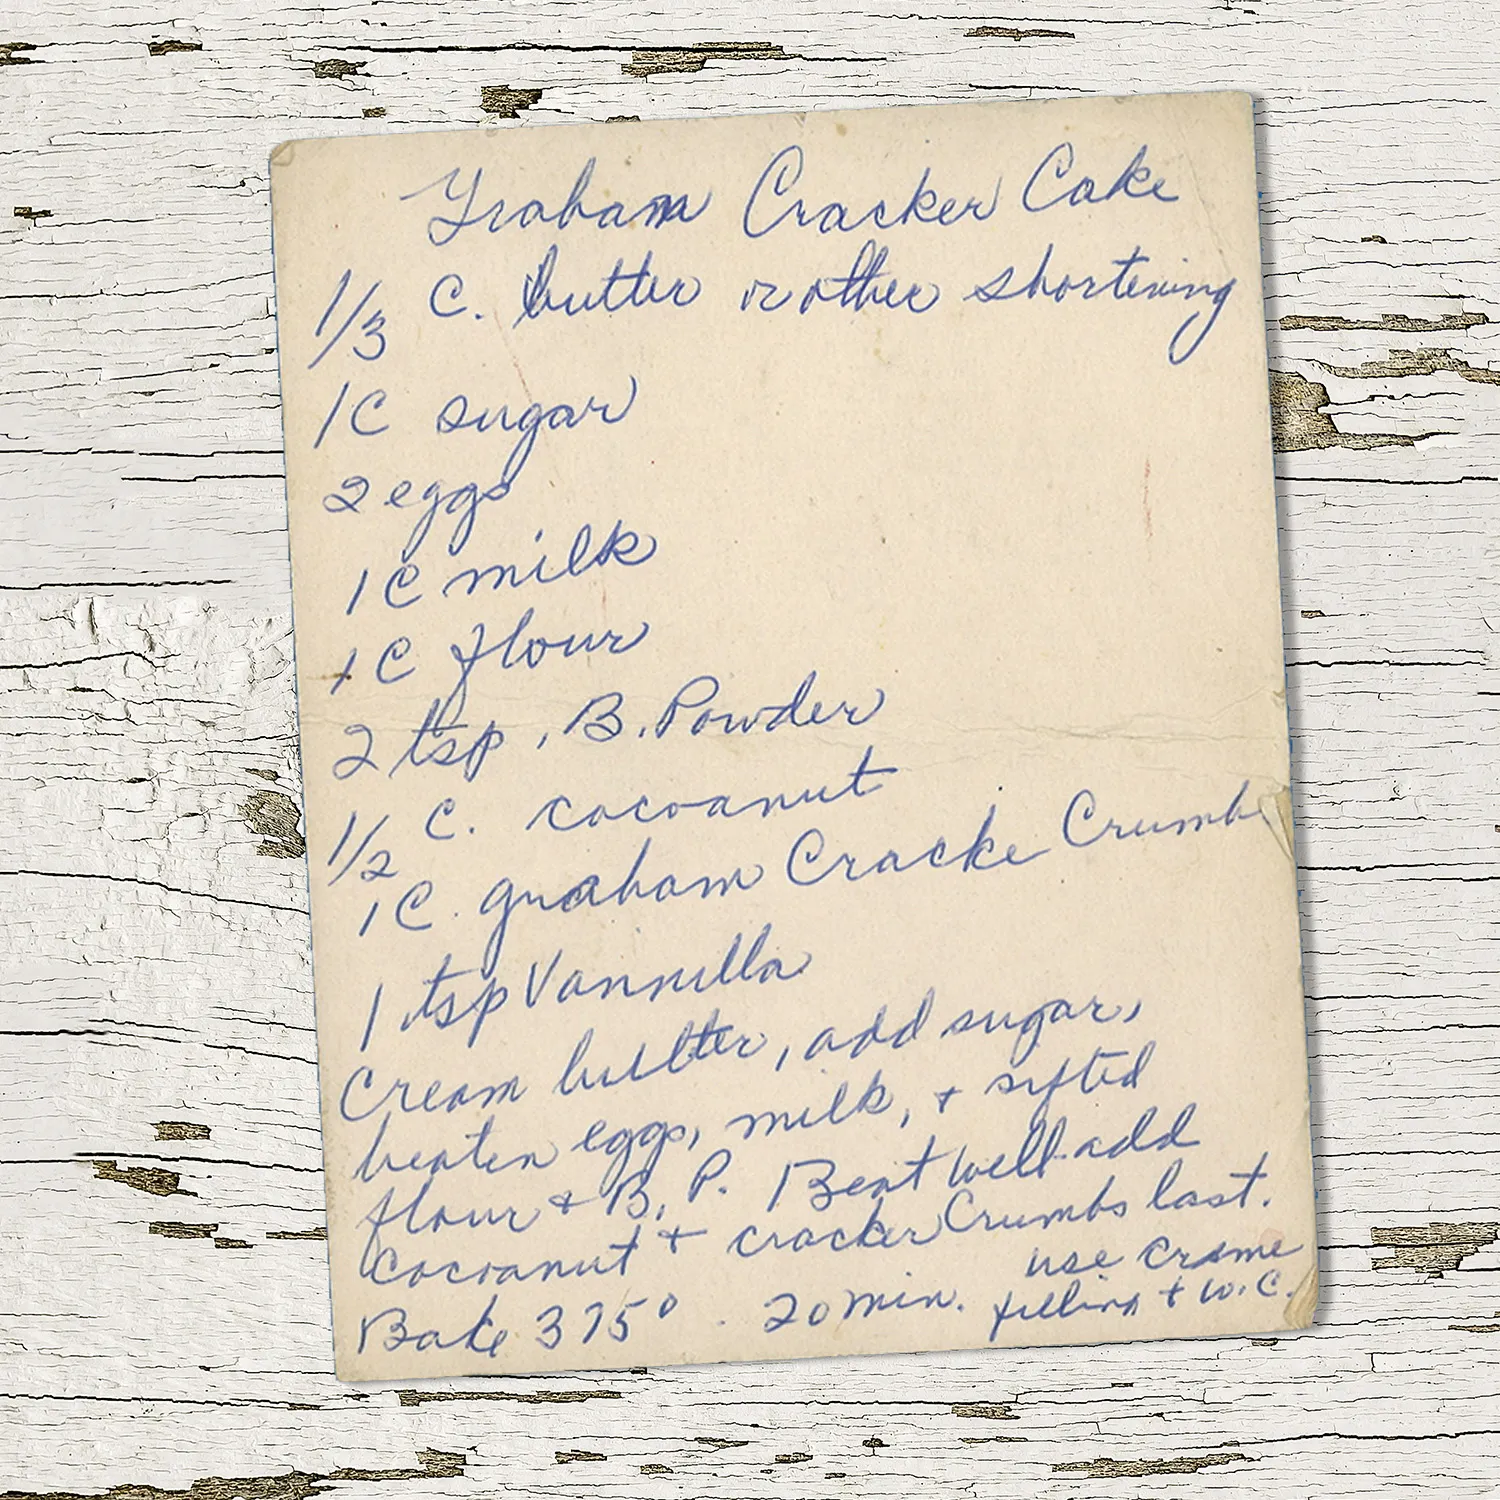 Graham Cracker Cake
1/3 C. butter or other shortening
1C sugar
2 eggs
1C milk
1C flour
2 tsp. B. Powder
1/2 C. cocoanut
1C. graham Cracke Crumbs
1 tsp Vannilla
Cream butter, add sugar,
beaten eggs, milk, + sifted
flour + B. P. Beat well add
cocoanut + cracker Crumbs last.
Bake 375° 20 min. use creme
filling + W.C.